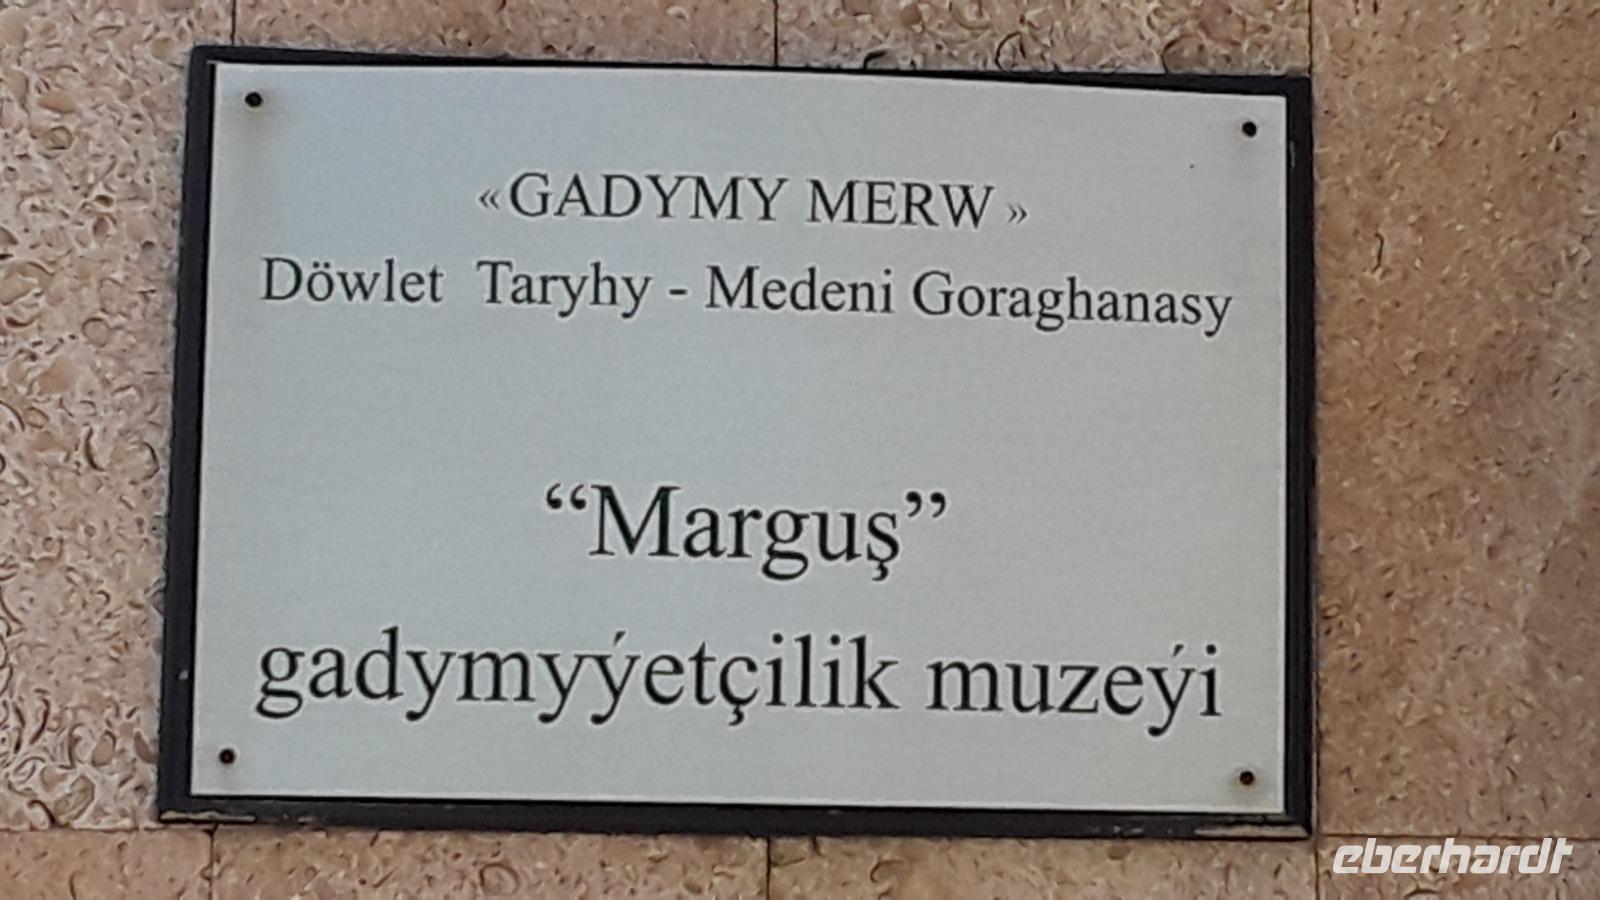 « GADYMY MERW »
Döwlet Taryhy - Medeni Goraghanasy
“Marguş”
gadymyýetçilik muzeýi
eberhardt